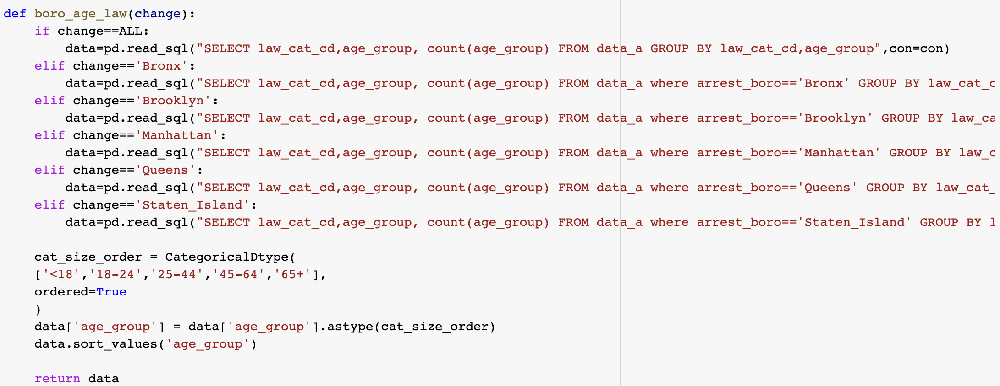 def boro_age_law(change):
    if change==ALL:
        data=pd.read_sql("SELECT law_cat_cd,age_group, count(age_group) FROM data_a GROUP BY law_cat_cd,age_group",con=con)
    elif change=='Bronx':
        data=pd.read_sql("SELECT law_cat_cd,age_group, count(age_group) FROM data_a where arrest_boro=='Bronx' GROUP BY law_cat_c
    elif change=='Brooklyn':
        data=pd.read_sql("SELECT law_cat_cd,age_group, count(age_group) FROM data_a where arrest_boro=='Brooklyn' GROUP BY law_ca
    elif change=='Manhattan':
        data=pd.read_sql("SELECT law_cat_cd,age_group, count(age_group) FROM data_a where arrest_boro=='Manhattan' GROUP BY law_c
    elif change=='Queens':
        data=pd.read_sql("SELECT law_cat_cd,age_group, count(age_group) FROM data_a where arrest_boro=='Queens' GROUP BY law_cat_
    elif change=='Staten_Island':
        data=pd.read_sql("SELECT law_cat_cd,age_group, count(age_group) FROM data_a where arrest_boro=='Staten_Island' GROUP BY l
    cat_size_order = CategoricalDtype(
    ['<18','18-24','25-44','45-64','65+'],
    ordered=True
    )
    data['age_group'] = data['age_group'].astype(cat_size_order)
    data.sort_values('age_group')
    return data